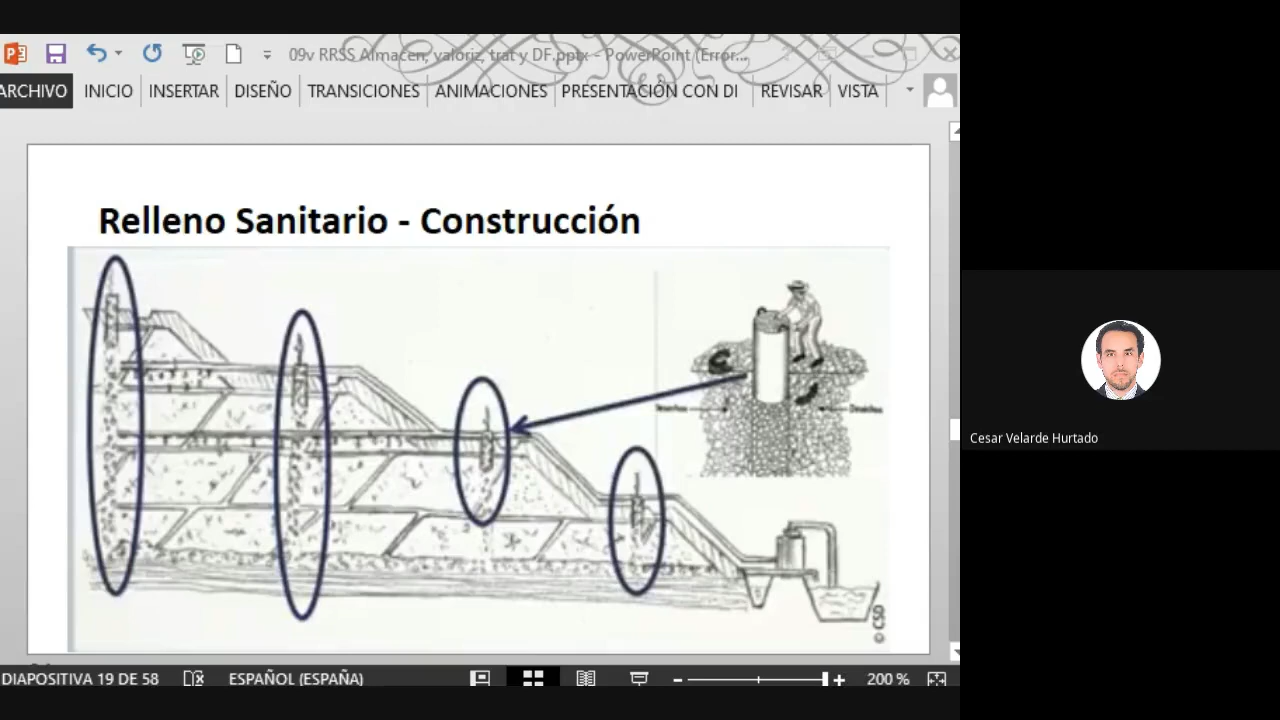 09v RRSS Almacen, valoriz, trat y DF.pptx - PowerPoint (Error...
ARCHIVO INICIO INSERTAR DISEÑO TRANSICIONES ANIMACIONES PRESENTACIÓN CON DI REVISAR VISTA
Relleno Sanitario - Construcción
Cesar Velarde Hurtado
DIAPOSITIVA 19 DE 58 ESPAÑOL (ESPAÑA) 200 %